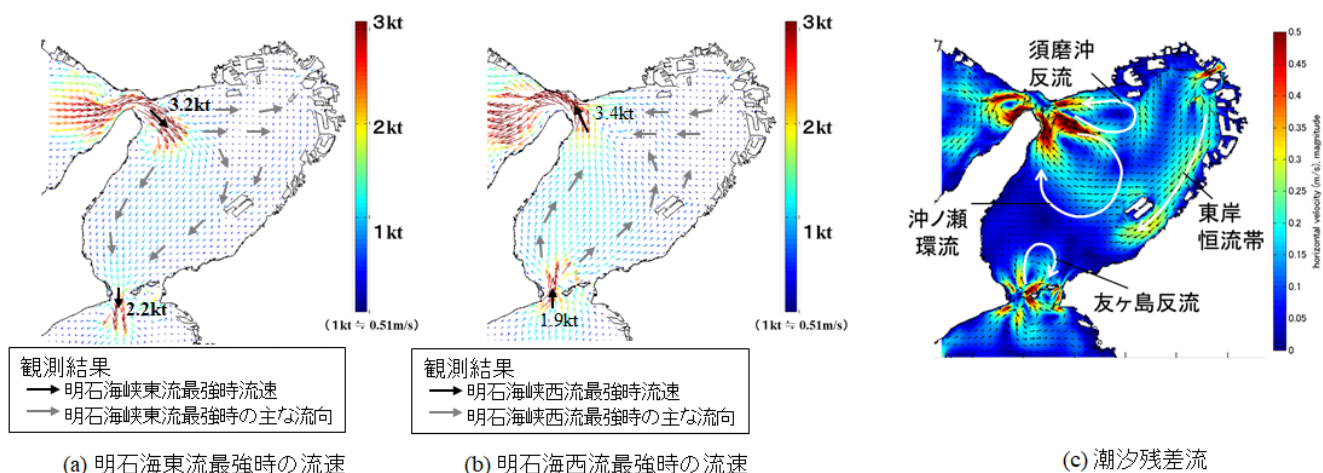 3kt
2kt
1kt
3.2kt
2.2kt
(1kt≒0.51m/s)
観測結果
明石海峡東流最強時流速
明石海峡東流最強時の主な流向
(a) 明石海東流最強時の流速
3kt
2kt
1kt
3.4kt
1.9kt
(1kt≒0.51m/s)
観測結果
明石海峡西流最強時流速
明石海峡西流最強時の主な流向
(b) 明石海西流最強時の流速
須磨沖
反流
沖ノ瀬
環流
東岸
恒流帯
友ヶ島反流
0.5
0.45
0.4
0.35
0.3
0.25
0.2
0.15
0.1
0.05
0
horizontal velocity (m/s), magnitude
(c) 潮汐残差流